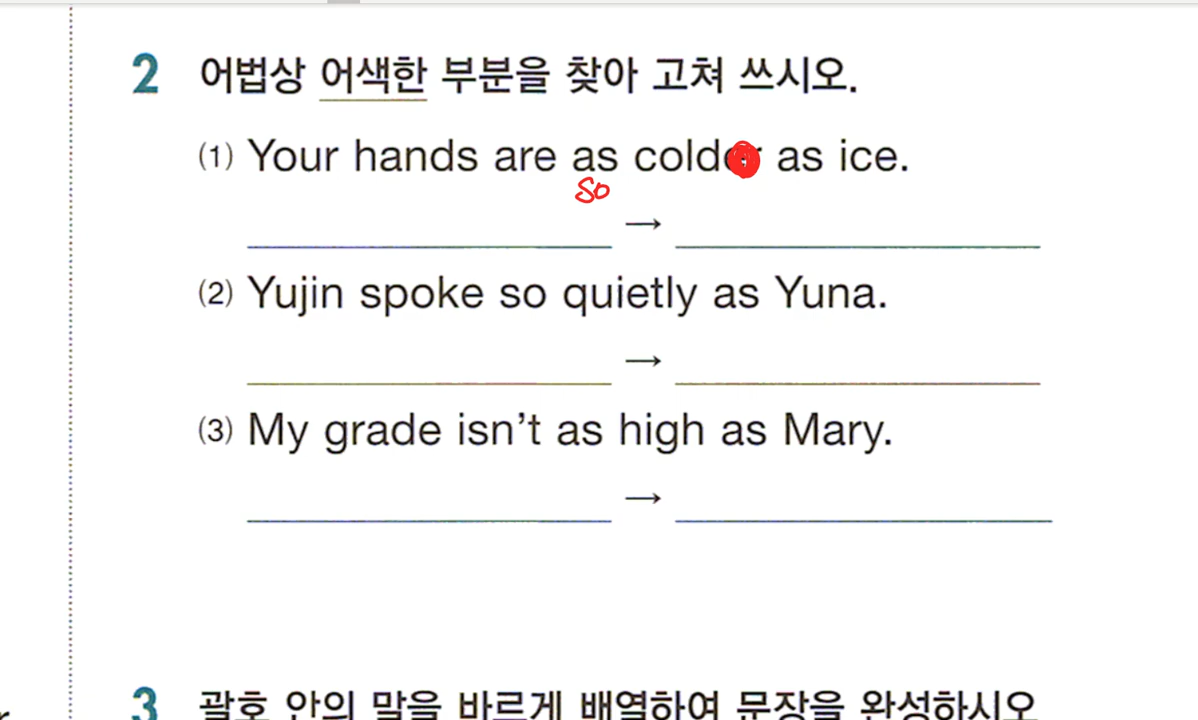 2 어법상 어색한 부분을 찾아 고쳐 쓰시오.
(1) Your hands are as colder as ice.
so
→
(2) Yujin spoke so quietly as Yuna.
→
(3) My grade isn't as high as Mary.
→
3 괄호 안의 말을 바르게 배열하여 문장을 완성하시오